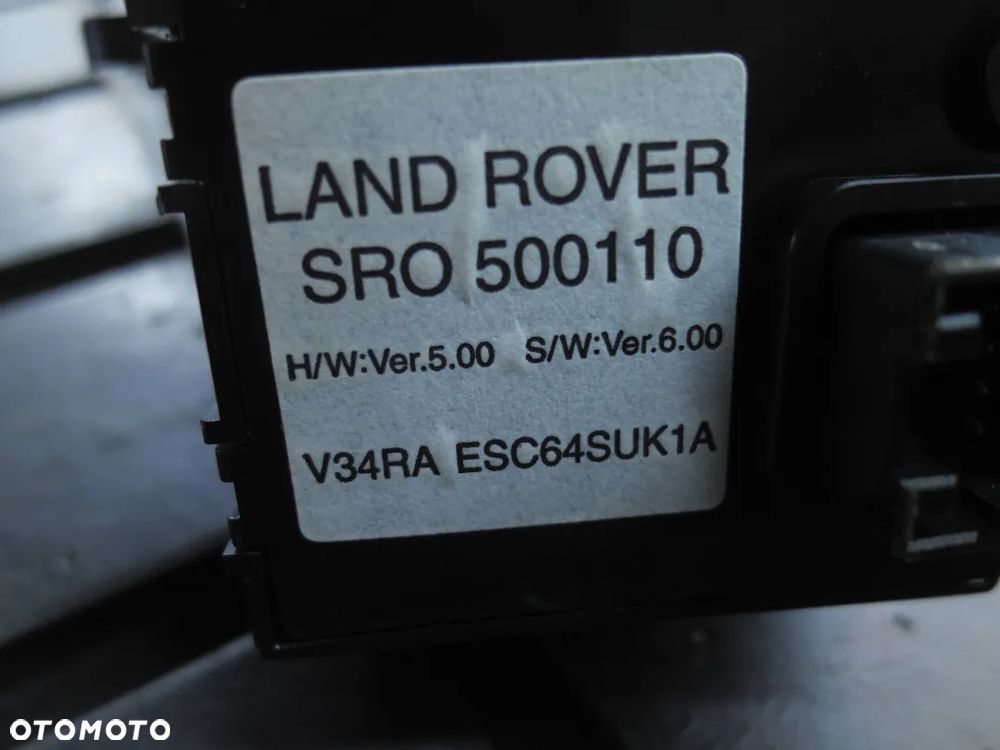 LAND ROVER
SRO 500110
H/W:Ver.5.00 S/W:Ver.6.00
V34RA ESC64SUK1A
OTOMOTO